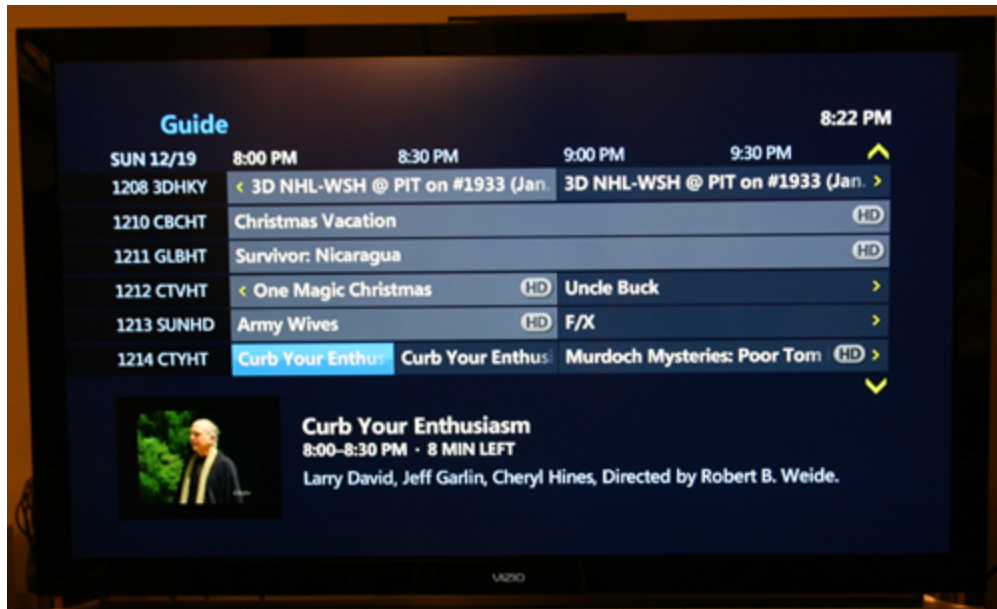 Guide
8:22 PM
SUN 12/19 8:00 PM 8:30 PM 9:00 PM 9:30 PM
1208 3DHKY < 3D NHL-WSH @ PIT on #1933 (Jan. 3D NHL-WSH @ PIT on #1933 (Jan. >
1210 CBCHT Christmas Vacation HD
1211 GLBHT Survivor: Nicaragua HD
1212 CTVHT < One Magic Christmas HD Uncle Buck >
1213 SUNHD Army Wives HD F/X >
1214 CTYHT Curb Your Enthus Curb Your Enthusi Murdoch Mysteries: Poor Tom HD >
Curb Your Enthusiasm
8:00–8:30 PM · 8 MIN LEFT
Larry David, Jeff Garlin, Cheryl Hines, Directed by Robert B. Weide.
VIZIO